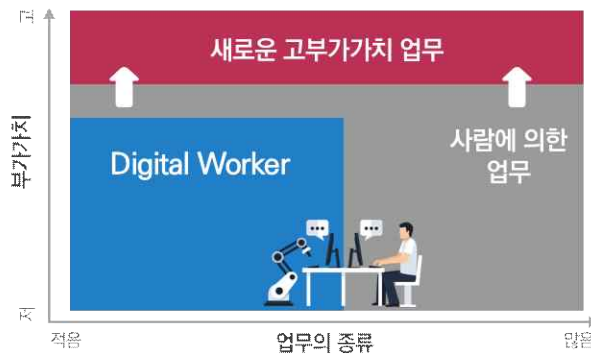 고
새로운 고부가가치 업무
부가가치
Digital Worker
사람에 의한
업무
저
적음
업무의 종류
많음